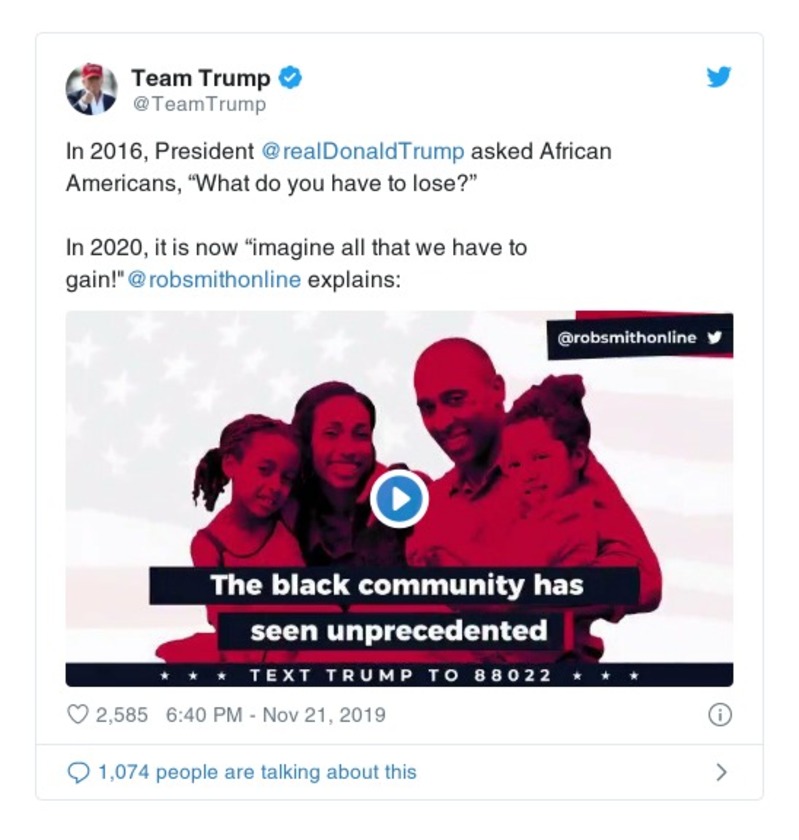 Team Trump
@TeamTrump
In 2016, President @realDonaldTrump asked African
Americans, “What do you have to lose?”
In 2020, it is now “imagine all that we have to
gain!"@robsmithonline explains:
@robsmithonline
The black community has
seen unprecedented
TEXT TRUMP TO 88022
2,585 6:40 PM - Nov 21, 2019
1,074 people are talking about this